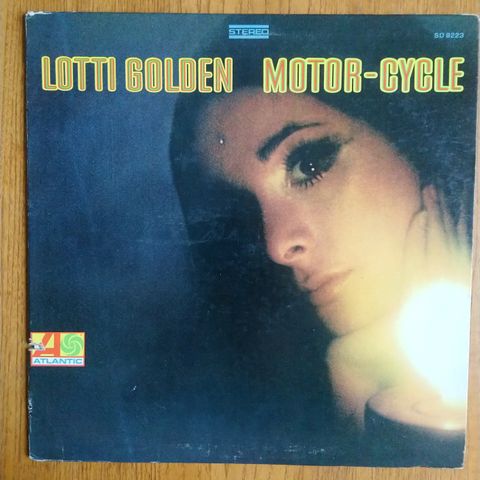 STEREO
SD 8223
LOTTI GOLDEN MOTOR-CYCLE
A
ATLANTIC